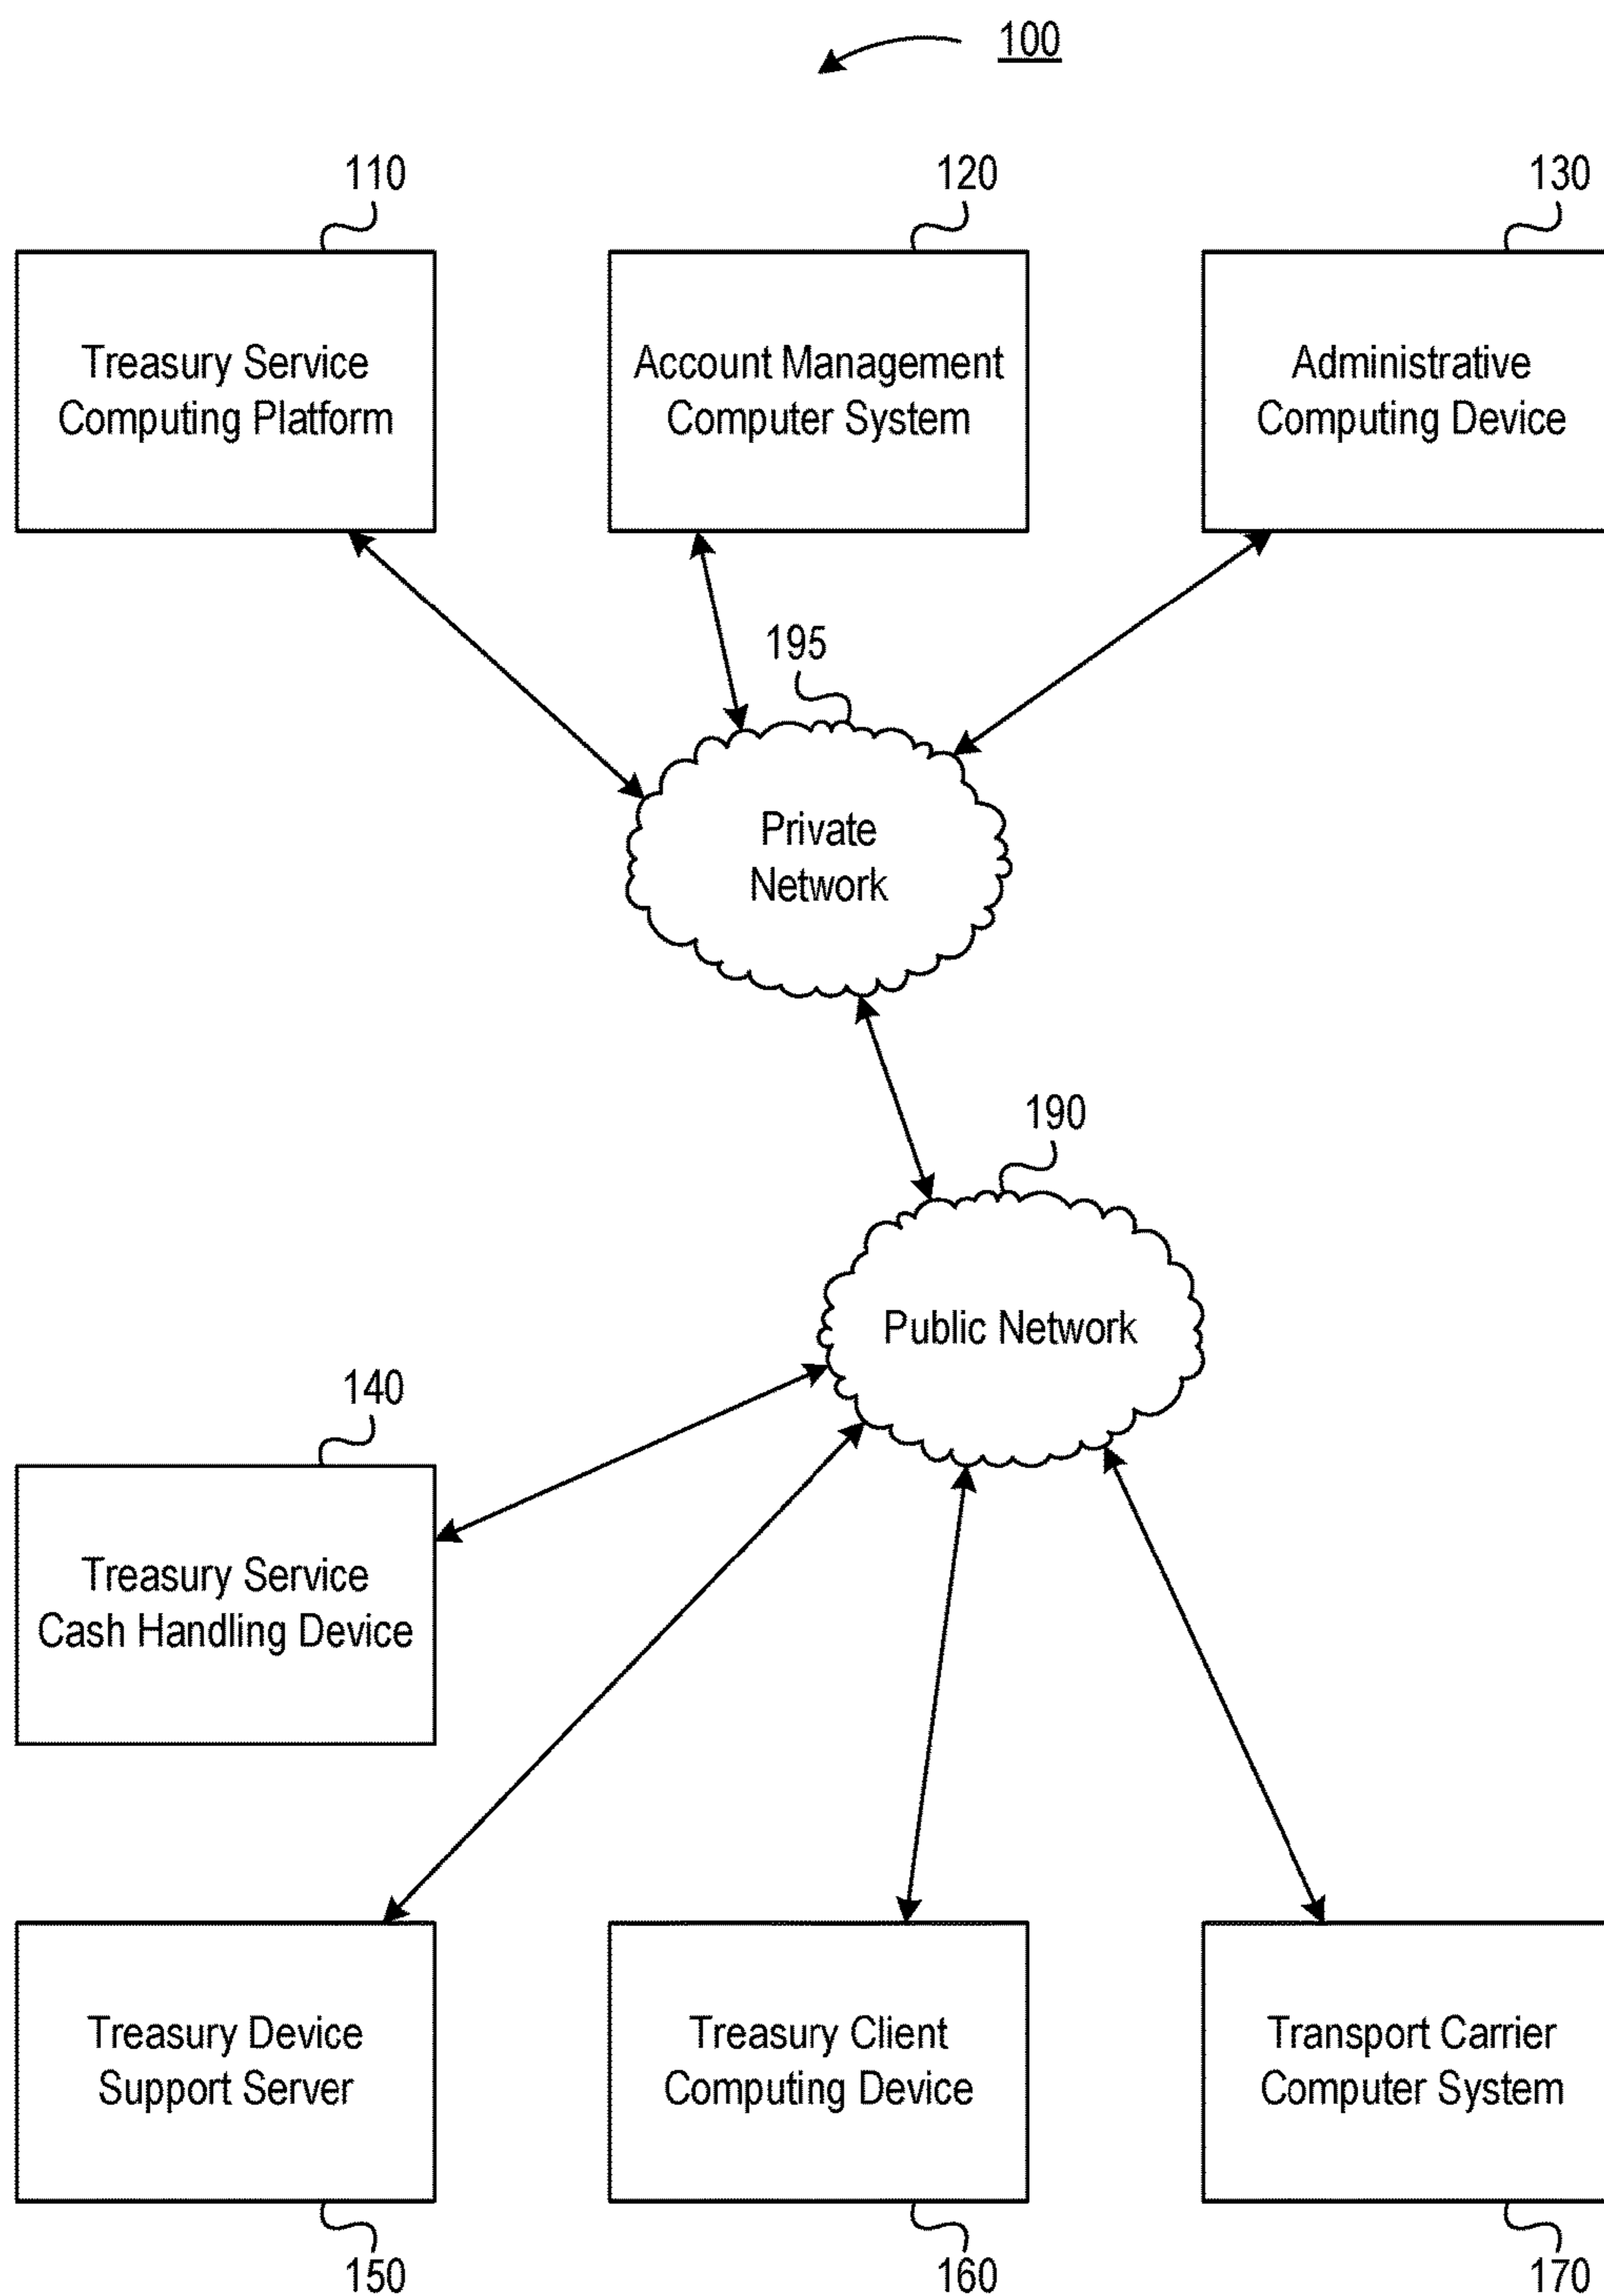 100
110
120
130
Treasury Service
Computing Platform
Account Management
Computer System
Administrative
Computing Device
195
Private
Network
190
Public Network
140
Treasury Service
Cash Handling Device
Treasury Device
Support Server
Treasury Client
Computing Device
Transport Carrier
Computer System
150
160
170